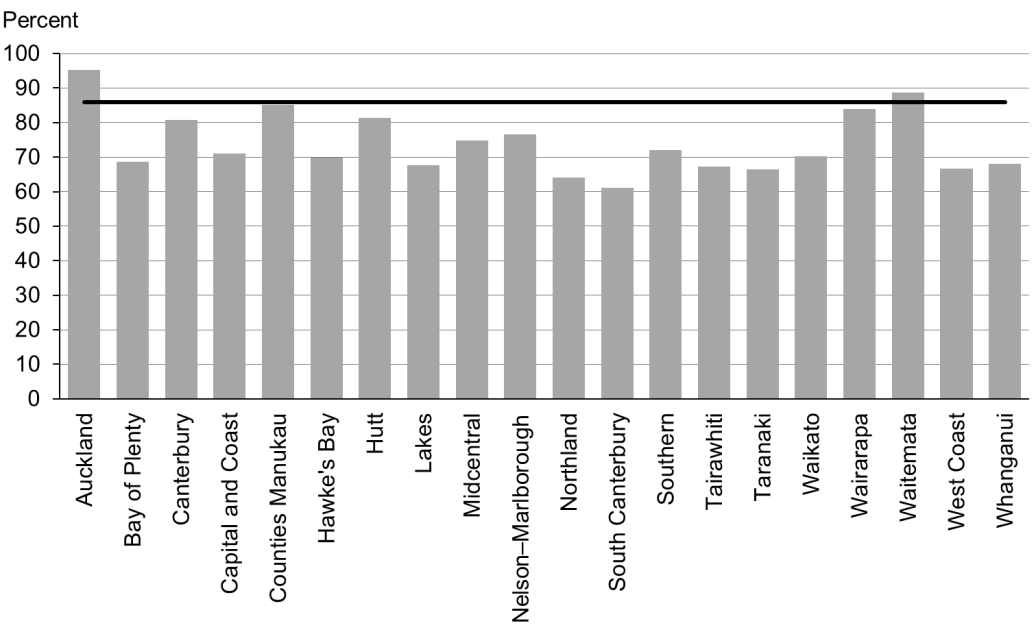 Percent
100
90
80
70
60
50
40
30
20
10
0
Auckland
Bay of Plenty
Canterbury
Capital and Coast
Counties Manukau
Hawke's Bay
Hutt
Lakes
Midcentral
Nelson–Marlborough
Northland
South Canterbury
Southern
Tairawhiti
Taranaki
Waikato
Wairarapa
Waitemata
West Coast
Whanganui